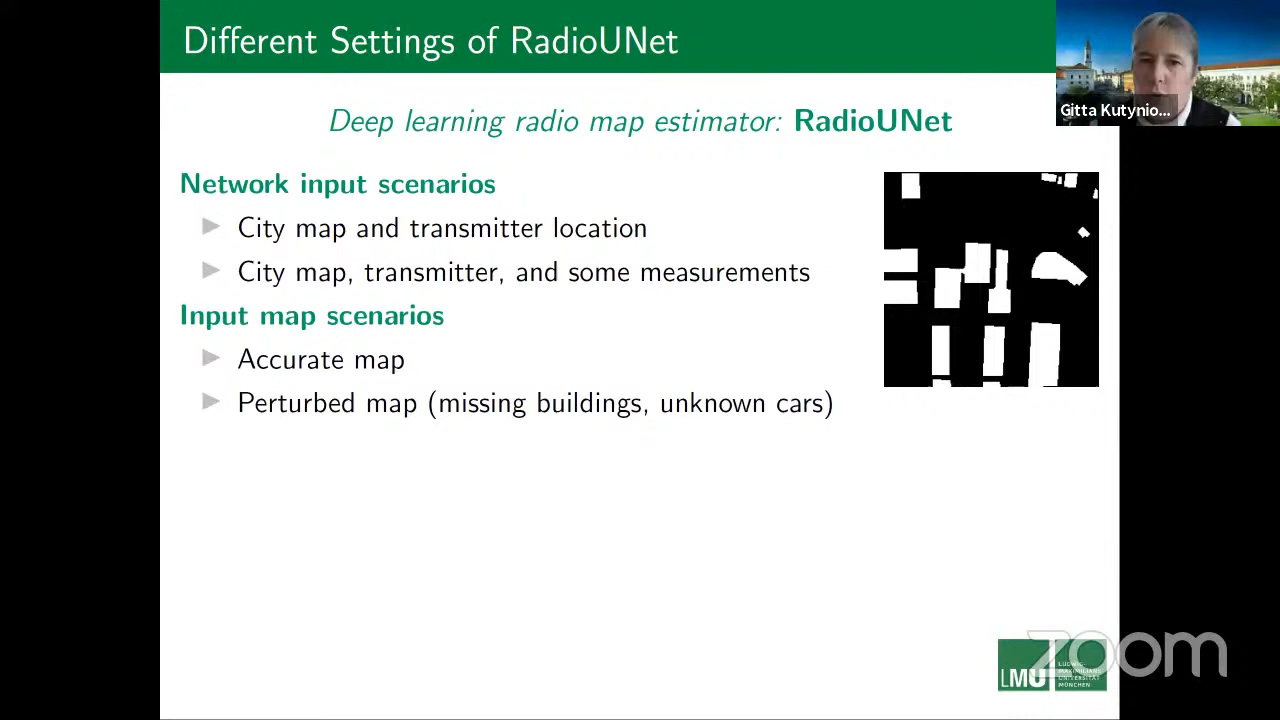 Different Settings of RadioUNet
Gitta Kutynio...
Deep learning radio map estimator: RadioUNet
Network input scenarios
City map and transmitter location
City map, transmitter, and some measurements
Input map scenarios
Accurate map
Perturbed map (missing buildings, unknown cars)
zoom
LMU
LUDWIG-
MAXIMILIANS
UNIVERSITÄT
MÜNCHEN